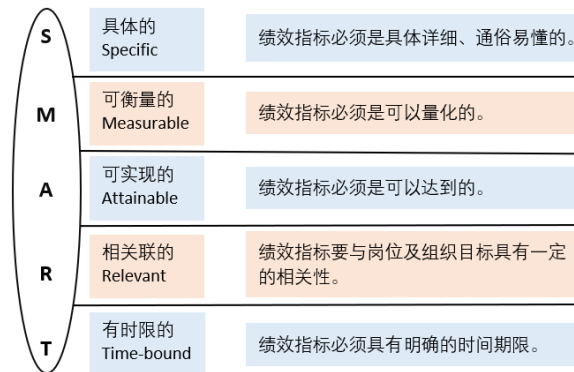 S
具体的
Specific
绩效指标必须是具体详细、通俗易懂的。
M
可衡量的
Measurable
绩效指标必须是可以量化的。
A
可实现的
Attainable
绩效指标必须是可以达到的。
R
相关联的
Relevant
绩效指标要与岗位及组织目标具有一定
的相关性。
T
有时限的
Time-bound
绩效指标必须具有明确的时间期限。